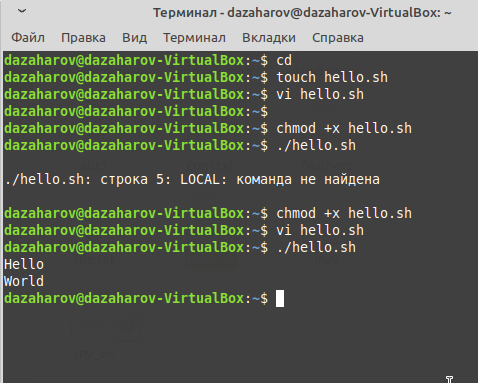 Терминал - dazaharov@dazaharov-VirtualBox: ~
Файл Правка Вид Терминал Вкладки Справка
dazaharov@dazaharov-VirtualBox:~$ cd
dazaharov@dazaharov-VirtualBox:~$ touch hello.sh
dazaharov@dazaharov-VirtualBox:~$ vi hello.sh
dazaharov@dazaharov-VirtualBox:~$
dazaharov@dazaharov-VirtualBox:~$ chmod +x hello.sh
dazaharov@dazaharov-VirtualBox:~$ ./hello.sh
./hello.sh: строка 5: LOCAL: команда не найдена
dazaharov@dazaharov-VirtualBox:~$ chmod +x hello.sh
dazaharov@dazaharov-VirtualBox:~$ vi hello.sh
dazaharov@dazaharov-VirtualBox:~$ ./hello.sh
Hello
World
dazaharov@dazaharov-VirtualBox:~$